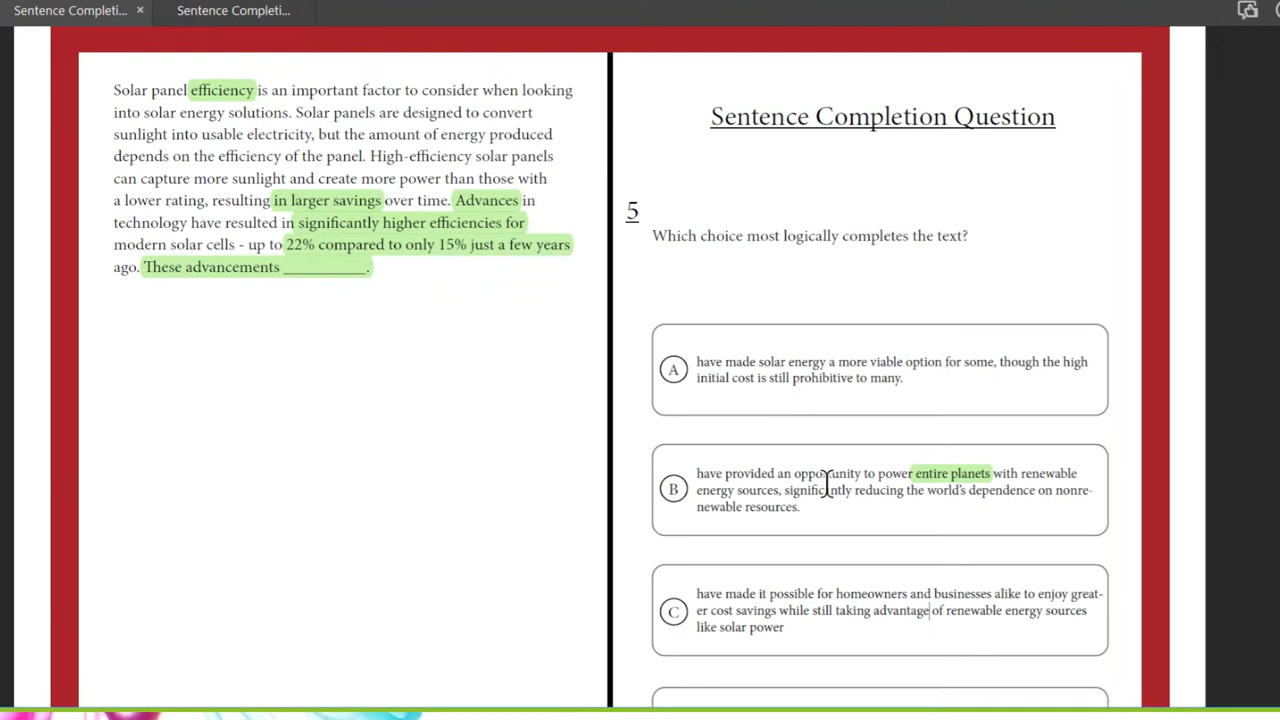 Sentence Completi... ×
Sentence Completi...
Solar panel efficiency is an important factor to consider when looking
into solar energy solutions. Solar panels are designed to convert
sunlight into usable electricity, but the amount of energy produced
depends on the efficiency of the panel. High-efficiency solar panels
can capture more sunlight and create more power than those with
a lower rating, resulting in larger savings over time. Advances in
technology have resulted in significantly higher efficiencies for
modern solar cells - up to 22% compared to only 15% just a few years
ago. These advancements __________.
Sentence Completion Question
5
Which choice most logically completes the text?
A
have made solar energy a more viable option for some, though the high
initial cost is still prohibitive to many.
B
have provided an opportunity to power entire planets with renewable
energy sources, significantly reducing the world's dependence on nonre-
newable resources.
C
have made it possible for homeowners and businesses alike to enjoy great-
er cost savings while still taking advantage of renewable energy sources
like solar power